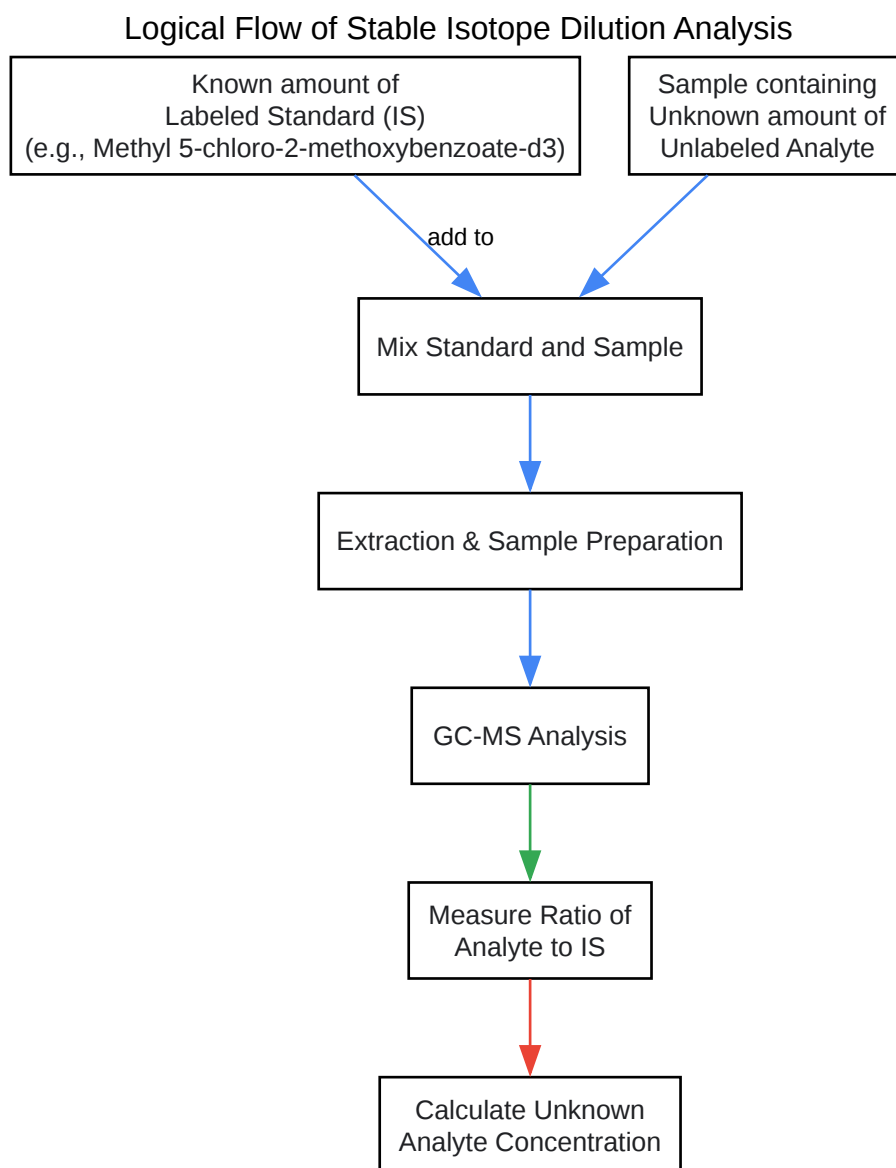 Logical Flow of Stable Isotope Dilution Analysis
Known amount of
Labeled Standard (IS)
(e.g., Methyl 5-chloro-2-methoxybenzoate-d3)
Sample containing
Unknown amount of
Unlabeled Analyte
add to
Mix Standard and Sample
Extraction & Sample Preparation
GC-MS Analysis
Measure Ratio of
Analyte to IS
Calculate Unknown
Analyte Concentration